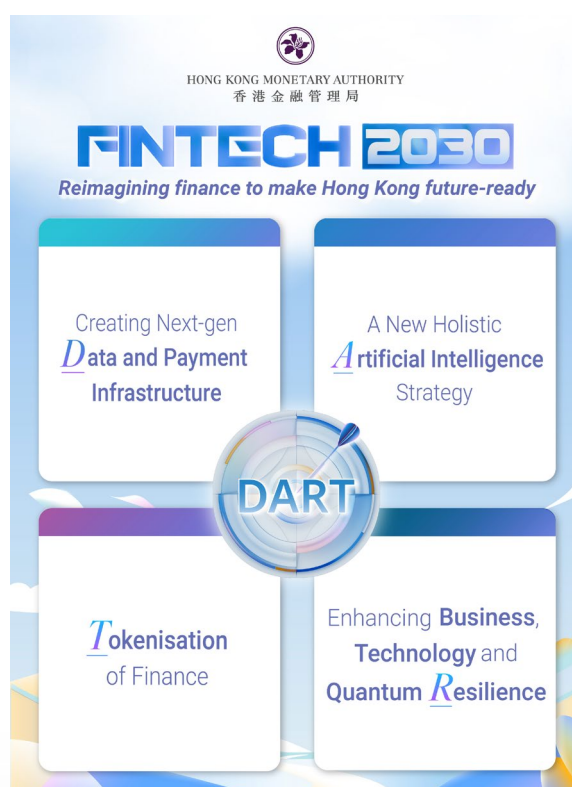 HONG KONG MONETARY AUTHORITY
香港金融管理局
FINTECH 2030
Reimagining finance to make Hong Kong future-ready
Creating Next-gen
Data and Payment
Infrastructure
A New Holistic
Artificial Intelligence
Strategy
DART
Tokenisation
of Finance
Enhancing Business,
Technology and
Quantum Resilience